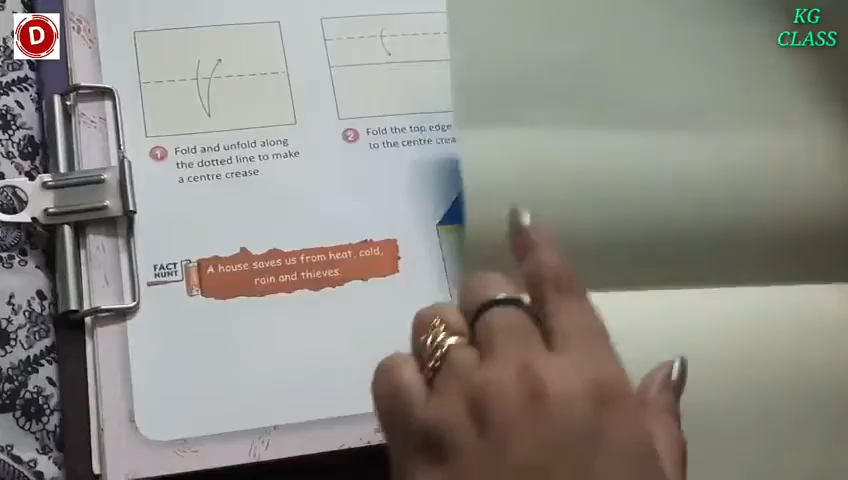 D
KG
CLASS
1 Fold and unfold along
the dotted line to make
a centre crease.
2 Fold the top edge
to the centre crea
FACT
HUNT
A house saves us from heat, cold,
rain and thieves.